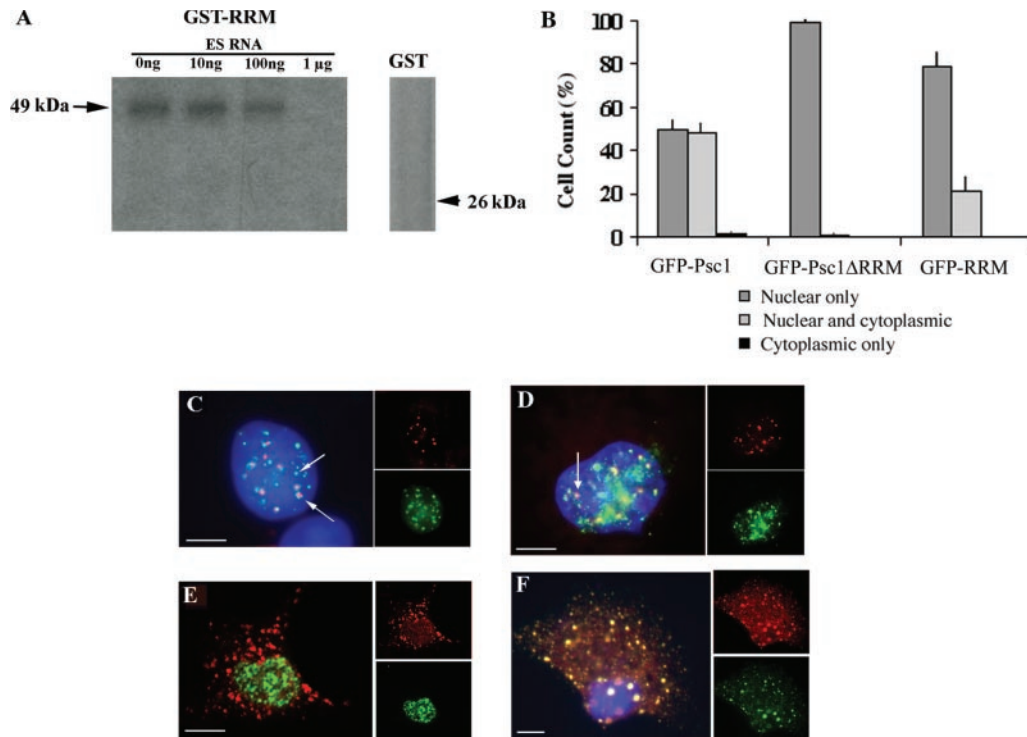 A
GST-RRM
ES RNA
0ng 10ng 100ng 1 µg
GST
49 kDa
26 kDa
B
Cell Count (%)
100
80
60
40
20
0
GFP-Psc1 GFP-Psc1ΔRRM GFP-RRM
Nuclear only
Nuclear and cytoplasmic
Cytoplasmic only
C
D
E
F